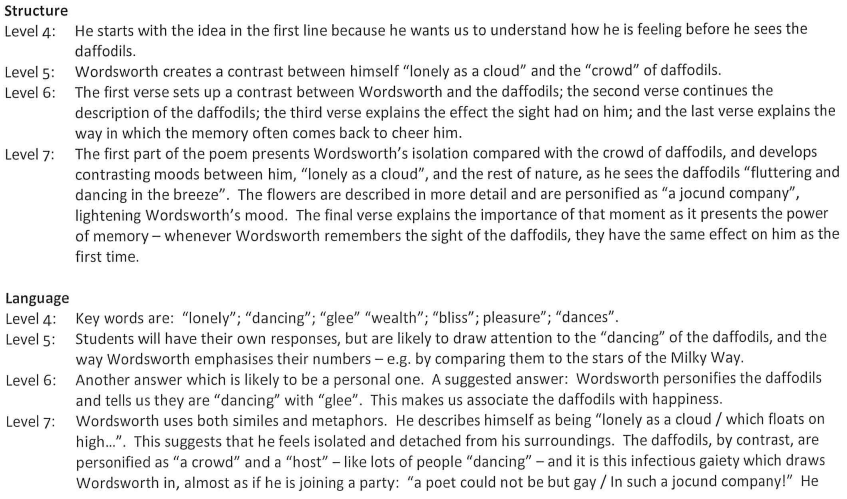 Structure
Level 4: He starts with the idea in the first line because he wants us to understand how he is feeling before he sees the
daffodils.
Level 5: Wordsworth creates a contrast between himself “lonely as a cloud” and the “crowd” of daffodils.
Level 6: The first verse sets up a contrast between Wordsworth and the daffodils; the second verse continues the
description of the daffodils; the third verse explains the effect the sight had on him; and the last verse explains the
way in which the memory often comes back to cheer him.
Level 7: The first part of the poem presents Wordsworth’s isolation compared with the crowd of daffodils, and develops
contrasting moods between him, “lonely as a cloud”, and the rest of nature, as he sees the daffodils “fluttering and
dancing in the breeze”. The flowers are described in more detail and are personified as “a jocund company”,
lightening Wordsworth’s mood. The final verse explains the importance of that moment as it presents the power
of memory – whenever Wordsworth remembers the sight of the daffodils, they have the same effect on him as the
first time.
Language
Level 4: Key words are: “lonely”; “dancing”; “glee” “wealth”; “bliss”; pleasure”; “dances”.
Level 5: Students will have their own responses, but are likely to draw attention to the “dancing” of the daffodils, and the
way Wordsworth emphasises their numbers – e.g. by comparing them to the stars of the Milky Way.
Level 6: Another answer which is likely to be a personal one. A suggested answer: Wordsworth personifies the daffodils
and tells us they are “dancing” with “glee”. This makes us associate the daffodils with happiness.
Level 7: Wordsworth uses both similes and metaphors. He describes himself as being “lonely as a cloud / which floats on
high...”. This suggests that he feels isolated and detached from his surroundings. The daffodils, by contrast, are
personified as “a crowd” and a “host” – like lots of people “dancing” – and it is this infectious gaiety which draws
Wordsworth in, almost as if he is joining a party: “a poet could not be but gay / In such a jocund company!” He